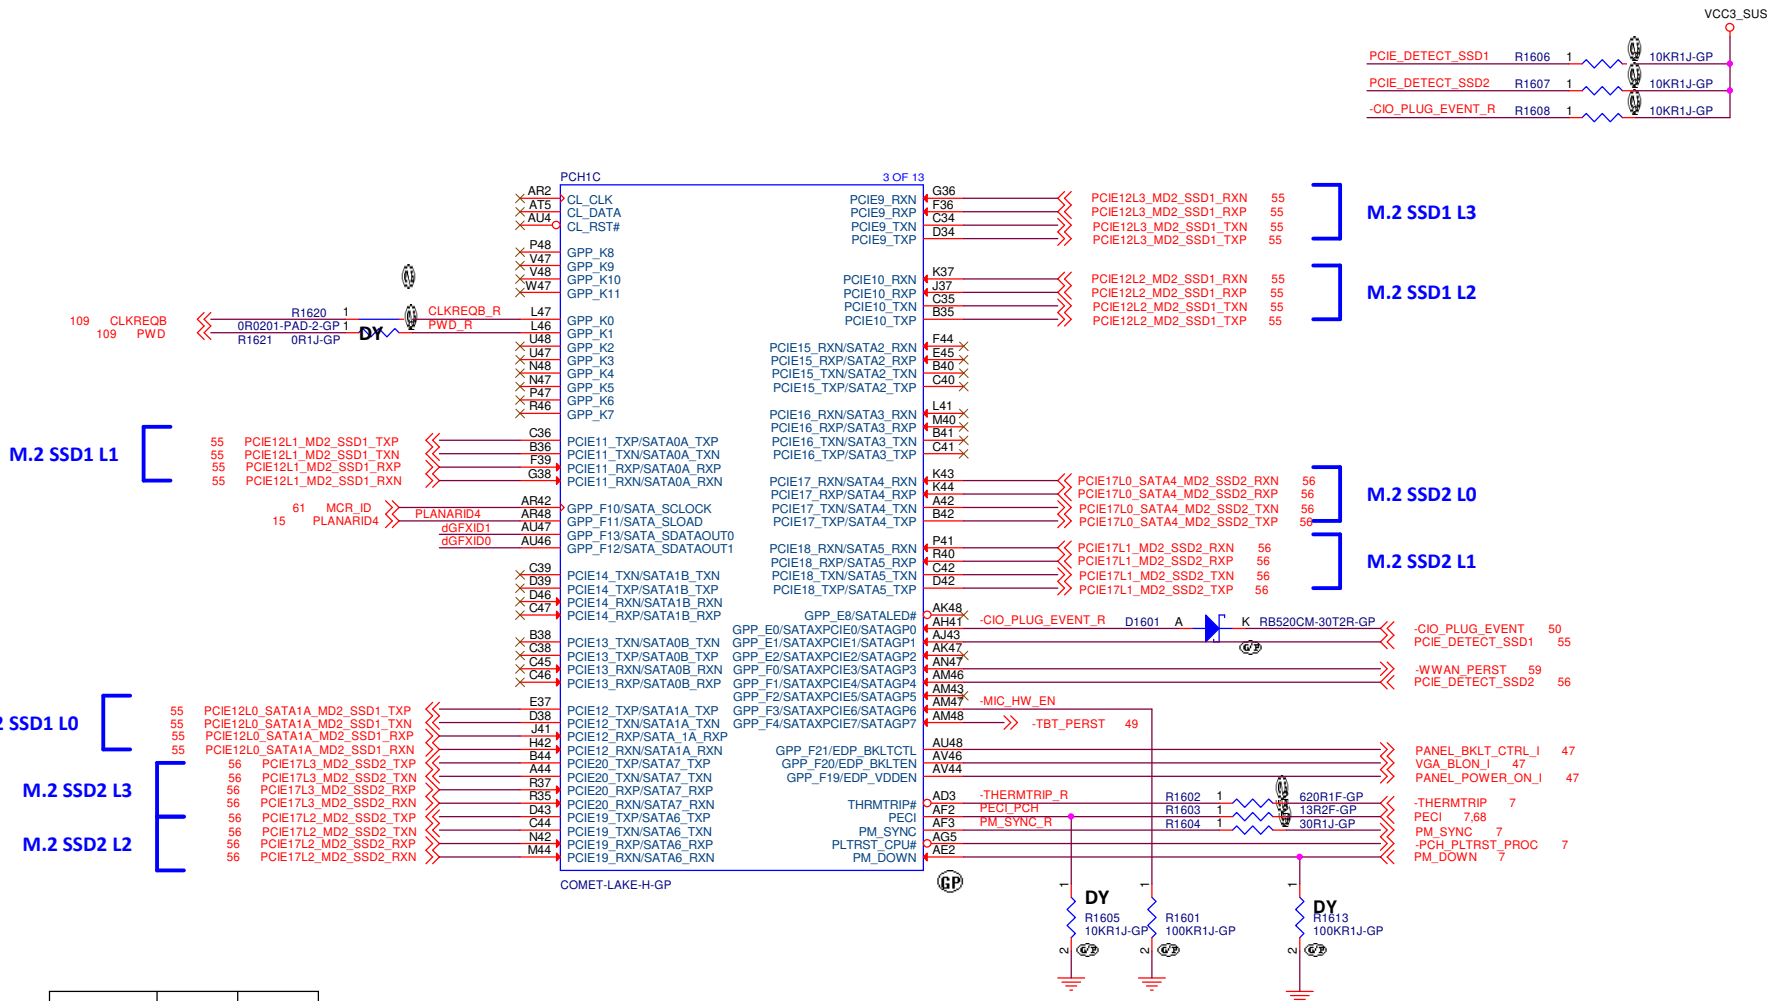 VCC3_SUS
PCIE_DETECT_SSD1 R1606 1 10KR1J-GP
PCIE_DETECT_SSD2 R1607 1 10KR1J-GP
-CIO_PLUG_EVENT_R R1608 1 10KR1J-GP
PCH1C 3 OF 13
AR2 CL_CLK
AT5 CL_DATA
AU4 CL_RST#
P48 GPP_K8
V47 GPP_K9
V48 GPP_K10
W47 GPP_K11
109 CLKREQB R1620 1 CLKREQB_R L47 GPP_K0
0R0201-PAD-2-GP
109 PWD R1621 0R1J-GP 1 DY PWD_R L46 GPP_K1
U48 GPP_K2
U47 GPP_K3
N48 GPP_K4
N47 GPP_K5
P47 GPP_K6
R46 GPP_K7
M.2 SSD1 L1
55 PCIE12L1_MD2_SSD1_TXP C36 PCIE11_TXP/SATA0A_TXP
55 PCIE12L1_MD2_SSD1_TXN B36 PCIE11_TXN/SATA0A_TXN
55 PCIE12L1_MD2_SSD1_RXP F39 PCIE11_RXP/SATA0A_RXP
55 PCIE12L1_MD2_SSD1_RXN G38 PCIE11_RXN/SATA0A_RXN
61 MCR_ID AR42 GPP_F10/SATA_SCLOCK
15 PLANARID4 PLANARID4 AR48 GPP_F11/SATA_SLOAD
dGFXID1 AU47 GPP_F13/SATA_SDATAOUT0
dGFXID0 AU46 GPP_F12/SATA_SDATAOUT1
C39 PCIE14_TXN/SATA1B_TXN
D39 PCIE14_TXP/SATA1B_TXP
D46 PCIE14_RXN/SATA1B_RXN
C47 PCIE14_RXP/SATA1B_RXP
B38 PCIE13_TXN/SATA0B_TXN
C38 PCIE13_TXP/SATA0B_TXP
C45 PCIE13_RXN/SATA0B_RXN
C46 PCIE13_RXP/SATA0B_RXP
2 SSD1 L0
55 PCIE12L0_SATA1A_MD2_SSD1_TXP E37 PCIE12_TXP/SATA1A_TXP
55 PCIE12L0_SATA1A_MD2_SSD1_TXN D38 PCIE12_TXN/SATA1A_TXN
55 PCIE12L0_SATA1A_MD2_SSD1_RXP J41 PCIE12_RXP/SATA_1A_RXP
55 PCIE12L0_SATA1A_MD2_SSD1_RXN H42 PCIE12_RXN/SATA1A_RXN
M.2 SSD2 L3
56 PCIE17L3_MD2_SSD2_TXP B44 PCIE20_TXP/SATA7_TXP
56 PCIE17L3_MD2_SSD2_TXN A44 PCIE20_TXN/SATA7_TXN
56 PCIE17L3_MD2_SSD2_RXP R37 PCIE20_RXP/SATA7_RXP
56 PCIE17L3_MD2_SSD2_RXN R35 PCIE20_RXN/SATA7_RXN
M.2 SSD2 L2
56 PCIE17L2_MD2_SSD2_TXP D43 PCIE19_TXP/SATA6_TXP
56 PCIE17L2_MD2_SSD2_TXN C44 PCIE19_TXN/SATA6_TXN
56 PCIE17L2_MD2_SSD2_RXP N42 PCIE19_RXP/SATA6_RXP
56 PCIE17L2_MD2_SSD2_RXN M44 PCIE19_RXN/SATA6_RXN
COMET-LAKE-H-GP
PCIE9_RXN G36 PCIE12L3_MD2_SSD1_RXN 55
PCIE9_RXP F36 PCIE12L3_MD2_SSD1_RXP 55
PCIE9_TXN C34 PCIE12L3_MD2_SSD1_TXN 55
PCIE9_TXP D34 PCIE12L3_MD2_SSD1_TXP 55
M.2 SSD1 L3
PCIE10_RXN K37 PCIE12L2_MD2_SSD1_RXN 55
PCIE10_RXP J37 PCIE12L2_MD2_SSD1_RXP 55
PCIE10_TXN C35 PCIE12L2_MD2_SSD1_TXN 55
PCIE10_TXP B35 PCIE12L2_MD2_SSD1_TXP 55
M.2 SSD1 L2
PCIE15_RXN/SATA2_RXN F44
PCIE15_RXP/SATA2_RXP E45
PCIE15_TXN/SATA2_TXN B40
PCIE15_TXP/SATA2_TXP C40
PCIE16_RXN/SATA3_RXN L41
PCIE16_RXP/SATA3_RXP M40
PCIE16_TXN/SATA3_TXN B41
PCIE16_TXP/SATA3_TXP C41
PCIE17_RXN/SATA4_RXN K43 PCIE17L0_SATA4_MD2_SSD2_RXN 56
PCIE17_RXP/SATA4_RXP K44 PCIE17L0_SATA4_MD2_SSD2_RXP 56
PCIE17_TXN/SATA4_TXN A42 PCIE17L0_SATA4_MD2_SSD2_TXN 56
PCIE17_TXP/SATA4_TXP B42 PCIE17L0_SATA4_MD2_SSD2_TXP 56
M.2 SSD2 L0
PCIE18_RXN/SATA5_RXN P41 PCIE17L1_MD2_SSD2_RXN 56
PCIE18_RXP/SATA5_RXP R40 PCIE17L1_MD2_SSD2_RXP 56
PCIE18_TXN/SATA5_TXN C42 PCIE17L1_MD2_SSD2_TXN 56
PCIE18_TXP/SATA5_TXP D42 PCIE17L1_MD2_SSD2_TXP 56
M.2 SSD2 L1
GPP_E8/SATALED# AK48
GPP_E0/SATAXPCIE0/SATAGP0 AH41 -CIO_PLUG_EVENT_R D1601 A K RB520CM-30T2R-GP -CIO_PLUG_EVENT 50
GPP_E1/SATAXPCIE1/SATAGP1 AJ43 PCIE_DETECT_SSD1 55
GPP_E2/SATAXPCIE2/SATAGP2 AK47
GPP_F0/SATAXPCIE3/SATAGP3 AN47 -WWAN_PERST 59
GPP_F1/SATAXPCIE4/SATAGP4 AM46 PCIE_DETECT_SSD2 56
GPP_F2/SATAXPCIE5/SATAGP5 AM43
GPP_F3/SATAXPCIE6/SATAGP6 AM47 -MIC_HW_EN
GPP_F4/SATAXPCIE7/SATAGP7 AM48 -TBT_PERST 49
GPP_F21/EDP_BKLTCTL AU48 PANEL_BKLT_CTRL_I 47
GPP_F20/EDP_BKLTEN AV46 VGA_BLON_I 47
GPP_F19/EDP_VDDEN AV44 PANEL_POWER_ON_I 47
THRMTRIP# AD3 -THERMTRIP_R R1602 1 620R1F-GP -THERMTRIP 7
PECI AF2 PECI_PCH R1603 1 13R2F-GP PECI 7,68
PM_SYNC AF3 PM_SYNC_R R1604 1 30R1J-GP PM_SYNC 7
PLTRST_CPU# AG5 -PCH_PLTRST_PROC 7
PM_DOWN AE2 PM_DOWN 7
GP
1 DY R1605 10KR1J-GP 2
1 R1601 100KR1J-GP 2
1 DY R1613 100KR1J-GP 2